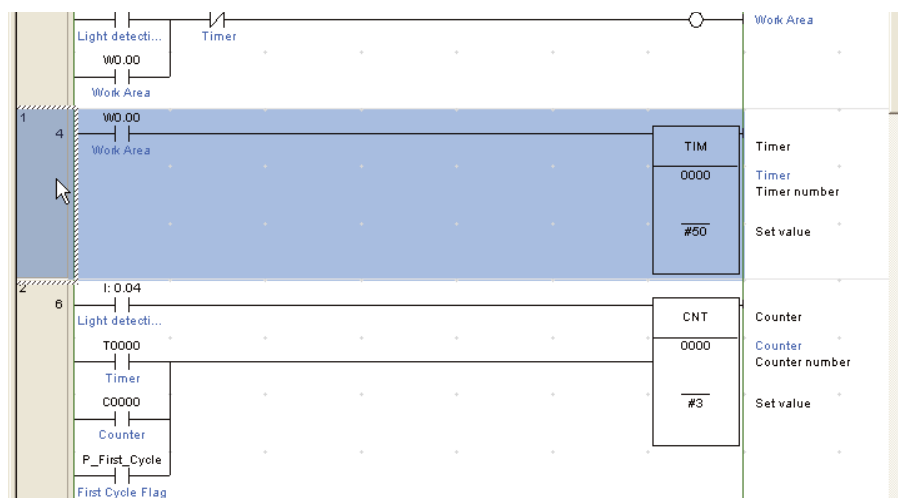 Light detecti...
Timer
Work Area
W0.00
Work Area
1
4
W0.00
Work Area
TIM
Timer
0000
Timer
Timer number
#50
Set value
2
6
I: 0.04
Light detecti...
CNT
Counter
T0000
Timer
0000
Counter
Counter number
C0000
Counter
#3
Set value
P_First_Cycle
First Cycle Flag